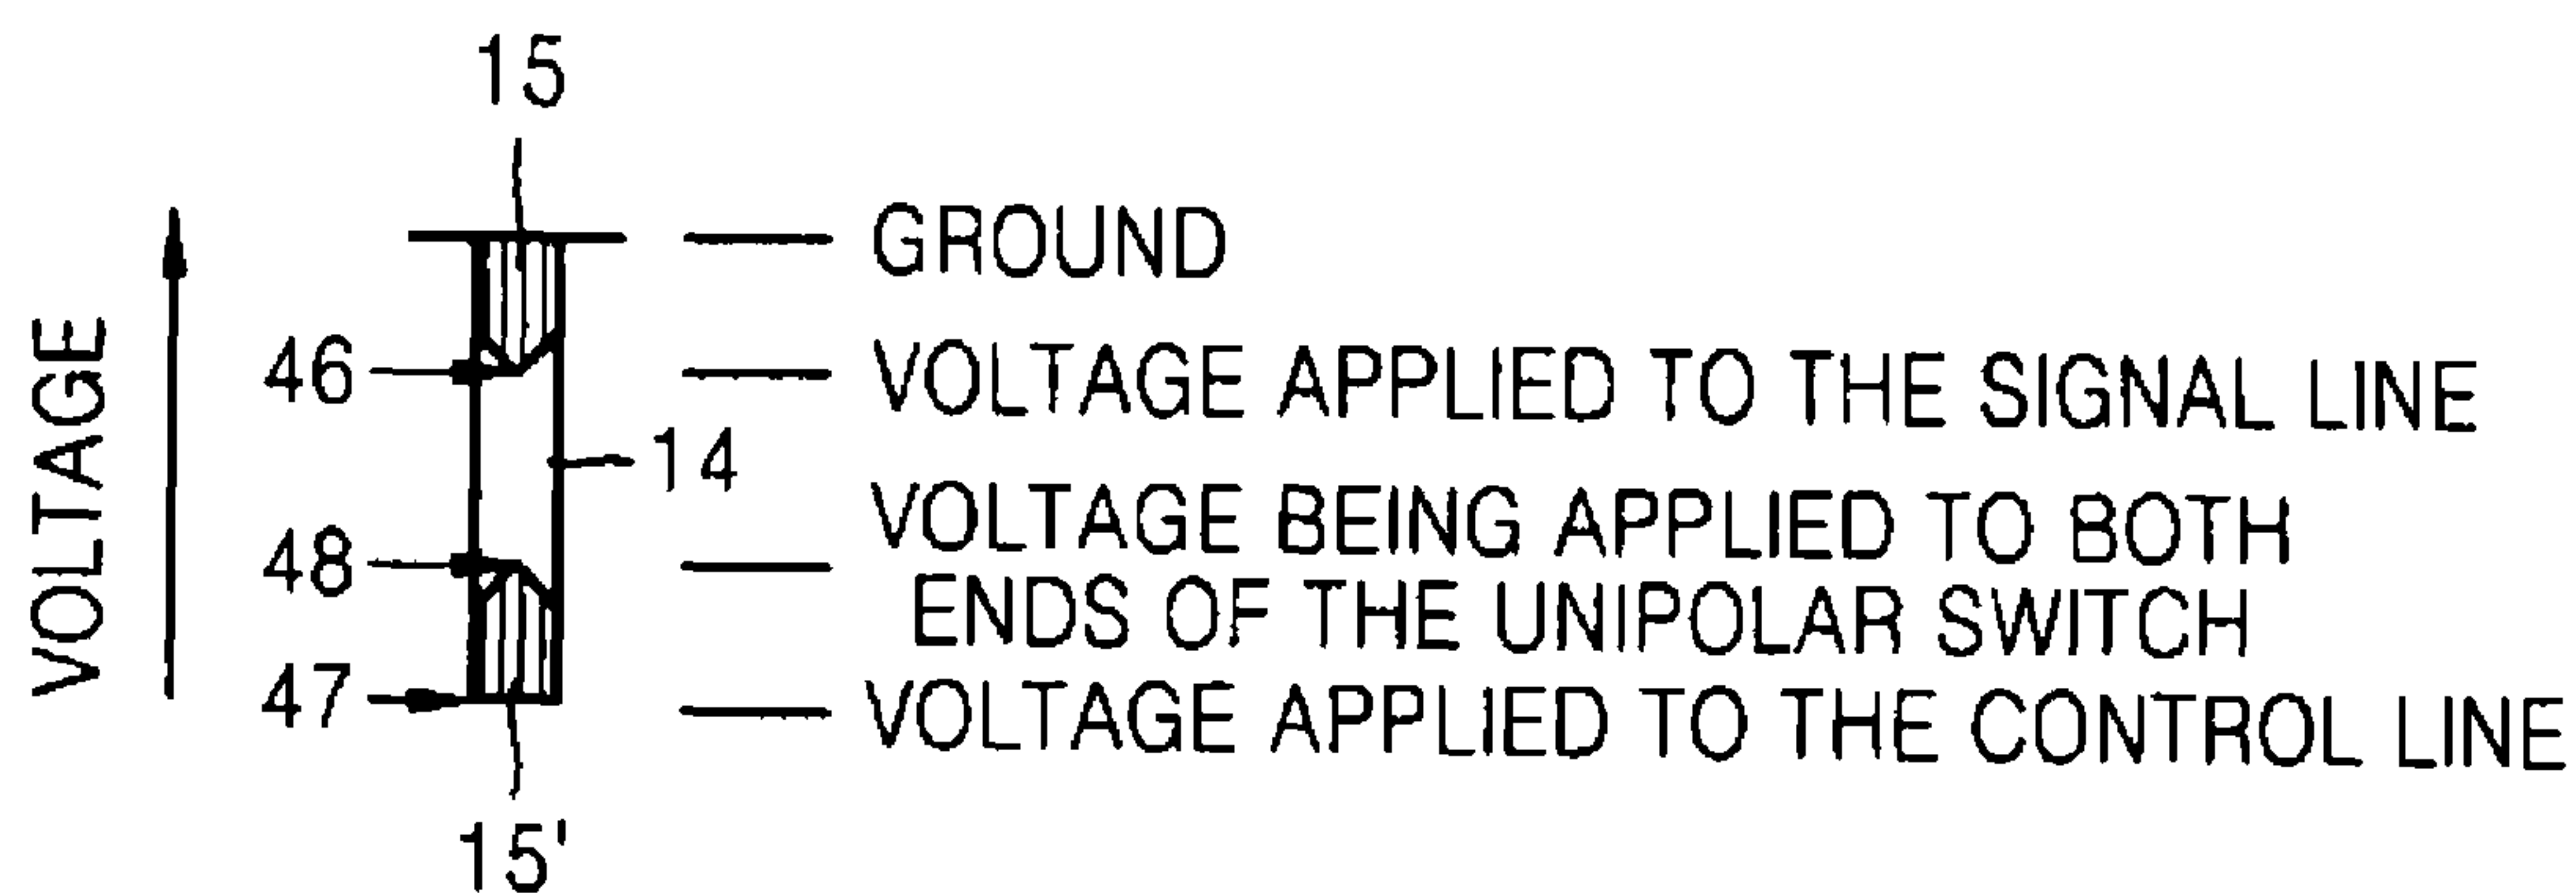 15
GROUND
46
VOLTAGE APPLIED TO THE SIGNAL LINE
14
VOLTAGE
VOLTAGE BEING APPLIED TO BOTH
48
ENDS OF THE UNIPOLAR SWITCH
47
VOLTAGE APPLIED TO THE CONTROL LINE
15'